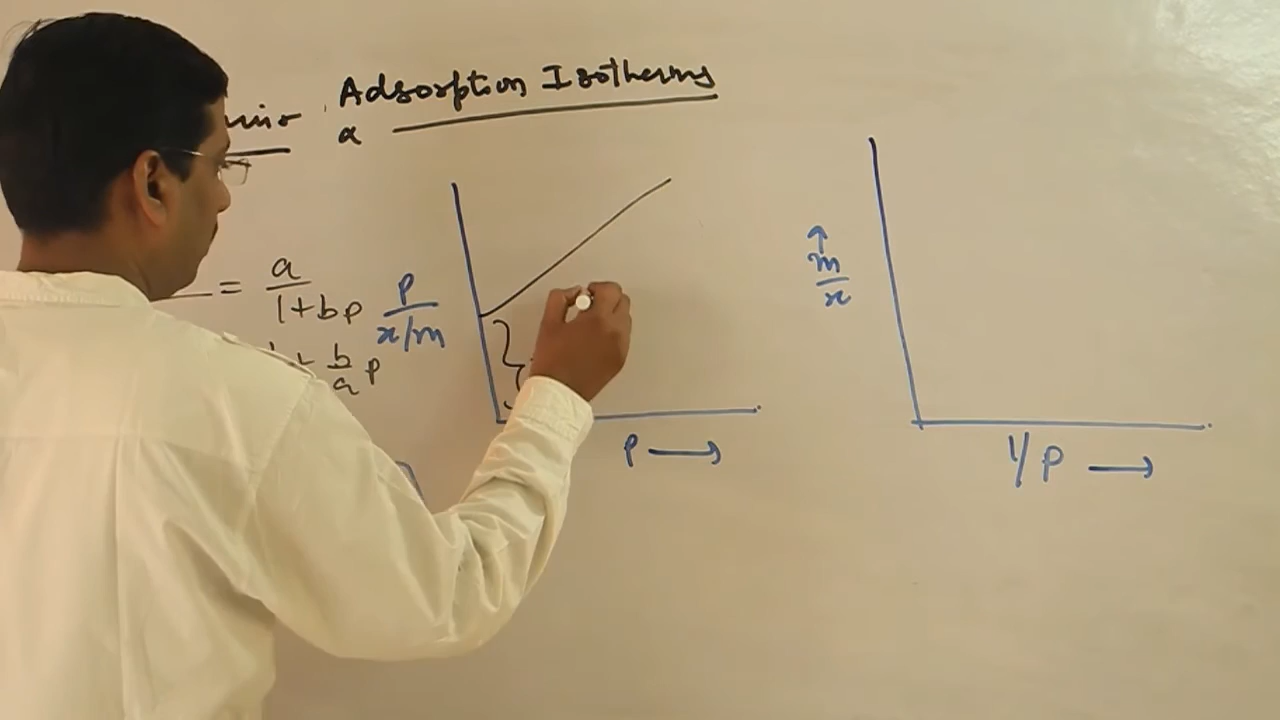 Adsorption Isotherms
a
= a/1+bp
p/x/m
+ b/a p
p →
↑ m/x
1/p →